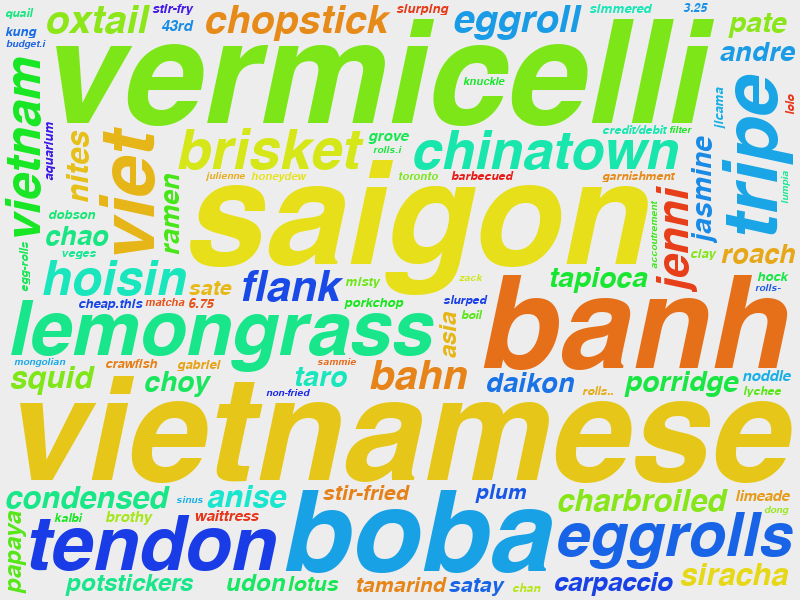 quail oxtail stir-fry 43rd chopstick slurping eggroll simmered 3.25 pate
kung
budget.i
vermicelli
andre
knuckle
vietnam
aquarium
nites
viet
tripe
jicama
lolo
brisket
grove
rolls.i
chinatown
credit/debit filter
julienne honeydew
toronto barbecued
garnishment
lumpia
ramen
saigon
accoutrement
jenni
jasmine
dobson
chao
veges
egg-rolls
clay roach
hoisin sate flank misty
zack
tapioca
hock
rolls-
cheap.this matcha 6.75
porkchop
slurped
boil
asia
lemongrass
banh
mongolian
crawfish gabriel
sammie
squid choy
non-fried
taro bahn daikon
rolls..
porridge noddle
lychee
vietnamese
condensed sinus anise stir-fried plum charbroiled limeade
dong
kalbi brothy waittress
papaya
tendon boba eggrolls
potstickers udon lotus tamarind satay chan carpaccio siracha